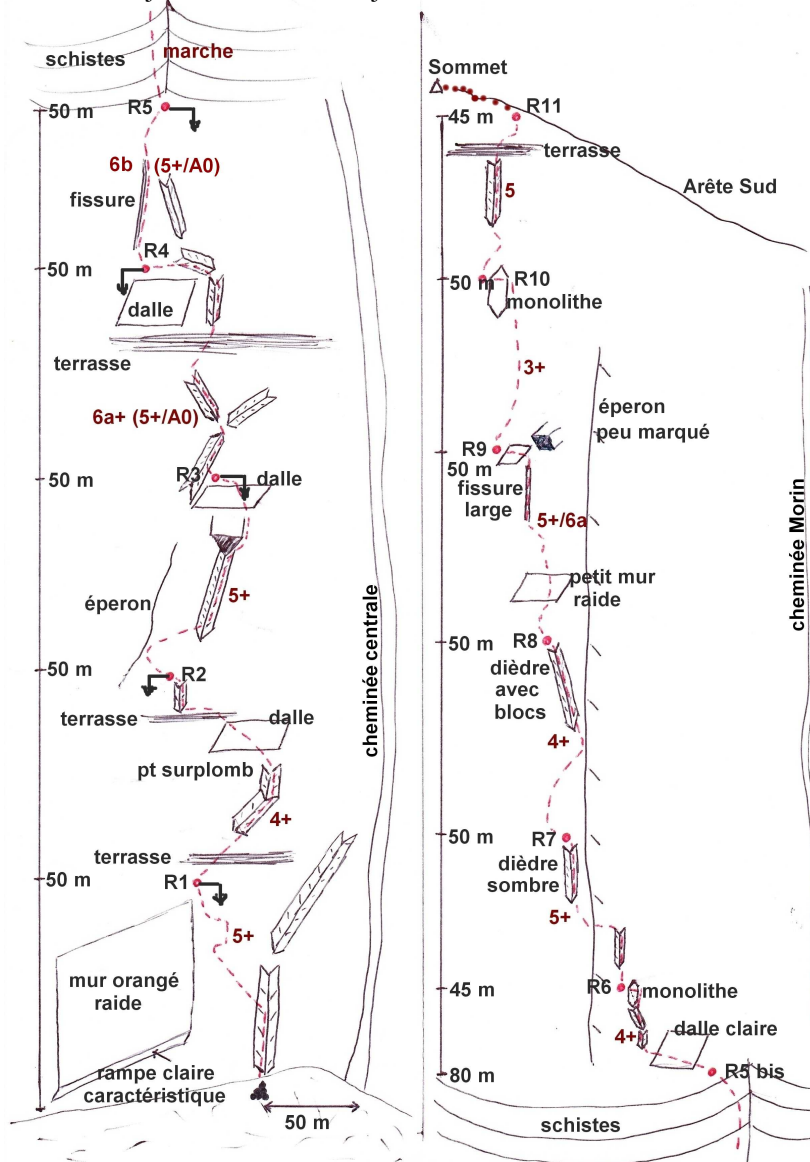 schistes
marche
50 m
R5
6b (5+/A0)
fissure
R4
50 m
dalle
terrasse
6a+ (5+/A0)
R3
50 m
dalle
5+
éperon
50 m
R2
terrasse
dalle
pt surplomb
4+
terrasse
50 m
R1
5+
mur orangé
raide
rampe claire
caractéristique
50 m
cheminée centrale
Sommet
R11
45 m
terrasse
5
Arête Sud
50 m
R10
monolithe
3+
éperon
peu marqué
R9
50 m
fissure
large
5+/6a
petit mur
raide
50 m
R8
dièdre
avec
blocs
4+
50 m
R7
dièdre
sombre
5+
R6
45 m
monolithe
4+
dalle claire
80 m
R5 bis
schistes
cheminée Morin